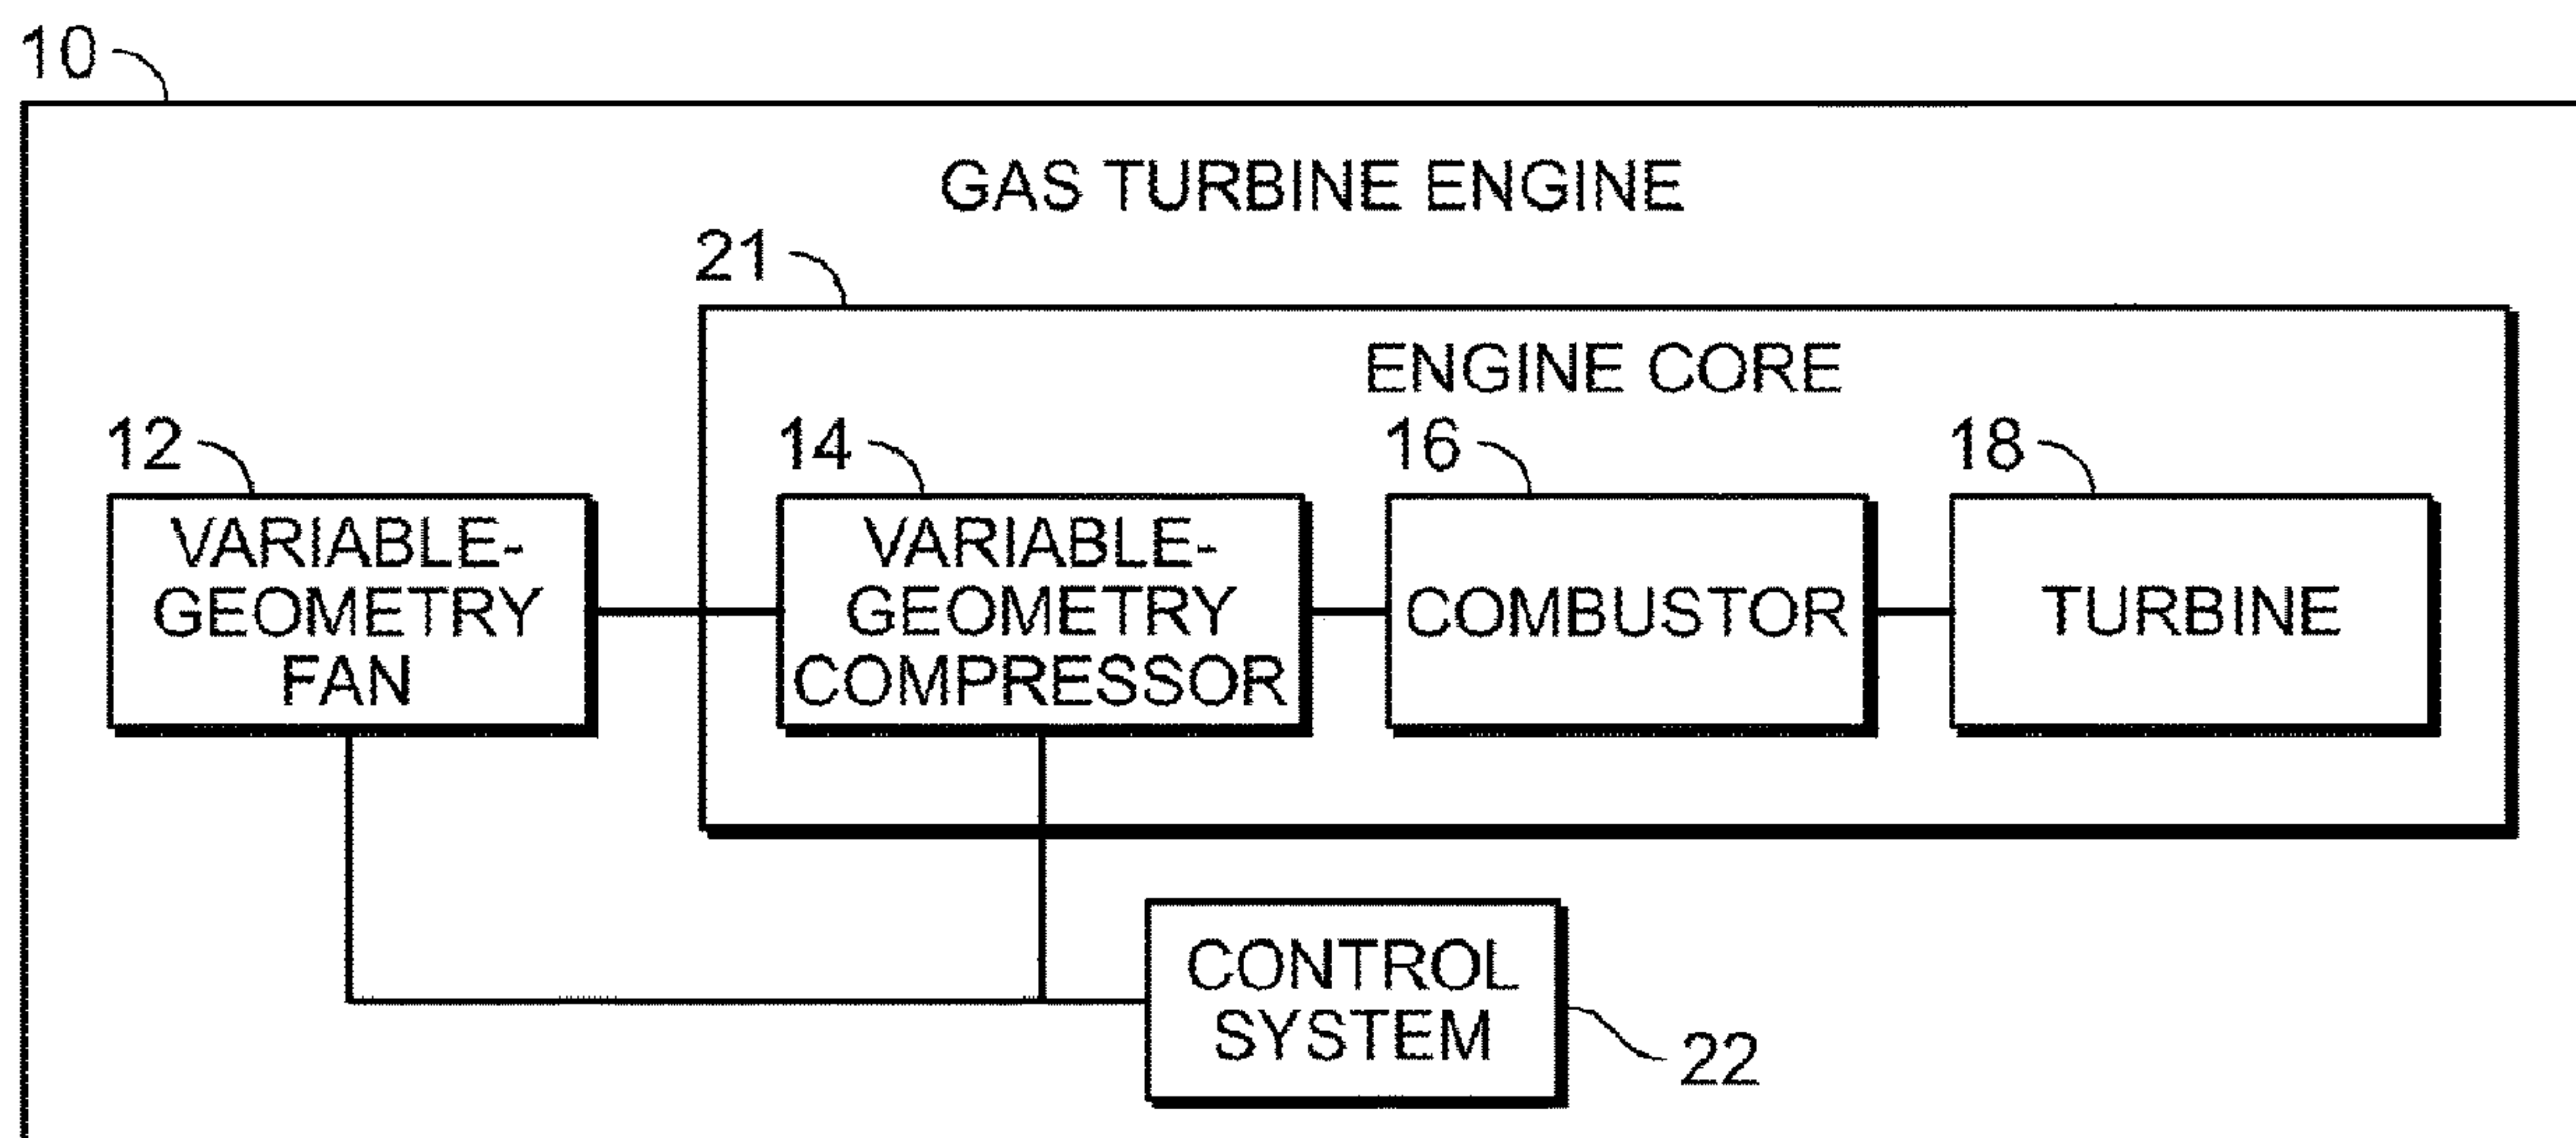 10
GAS TURBINE ENGINE
21
ENGINE CORE
12
14
16
18
VARIABLE-
GEOMETRY
FAN
VARIABLE-
GEOMETRY
COMPRESSOR
COMBUSTOR
TURBINE
CONTROL
SYSTEM
22